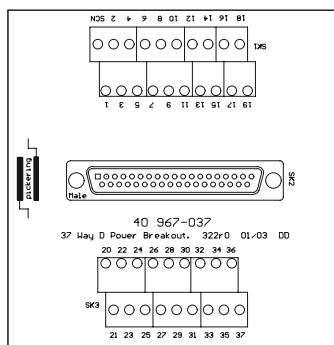 SCN 2 4 6 8 10 12 14 16 18
SK1
1 3 5 7 9 11 13 15 17 19
pickering
SK2
Male
40 967-037
37 Way D Power Breakout. 322r0 01/03 DD
20 22 24 26 28 30 32 34 36
SK3
21 23 25 27 29 31 33 35 37